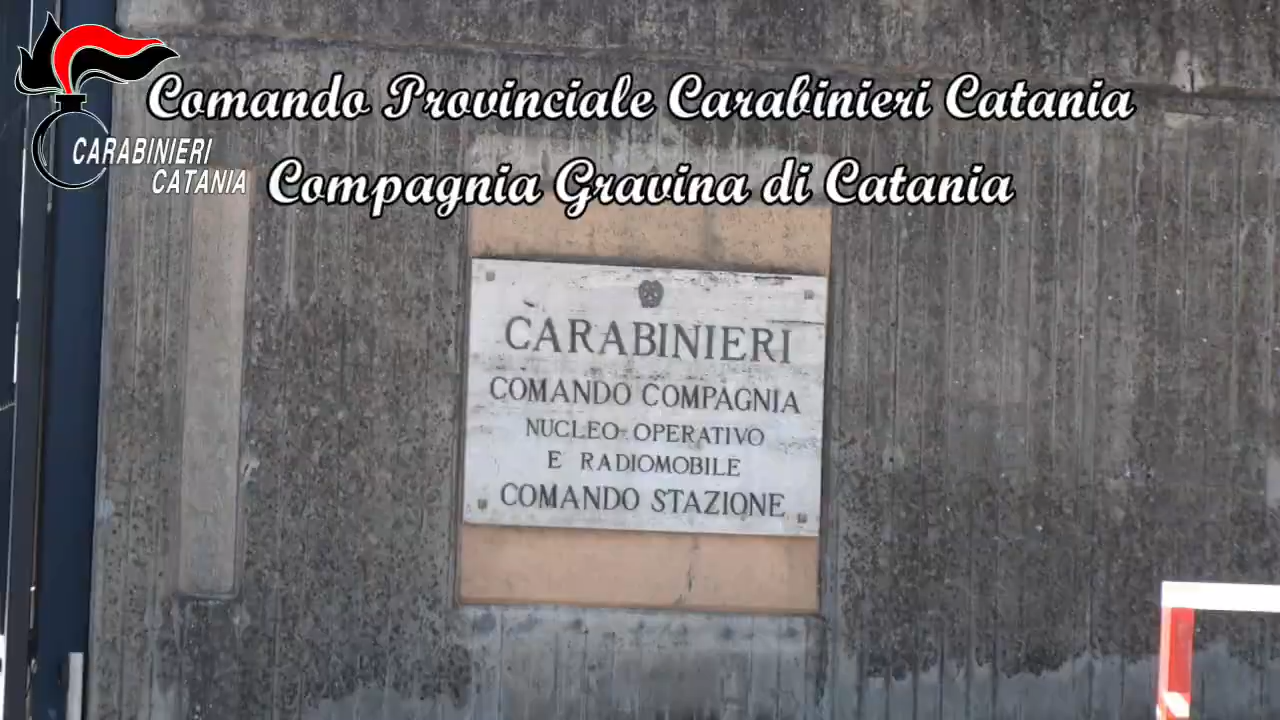 Comando Provinciale Carabinieri Catania
CARABINIERI
CATANIA
Compagnia Gravina di Catania
CARABINIERI
COMANDO COMPAGNIA
NUCLEO OPERATIVO
E RADIOMOBILE
COMANDO STAZIONE